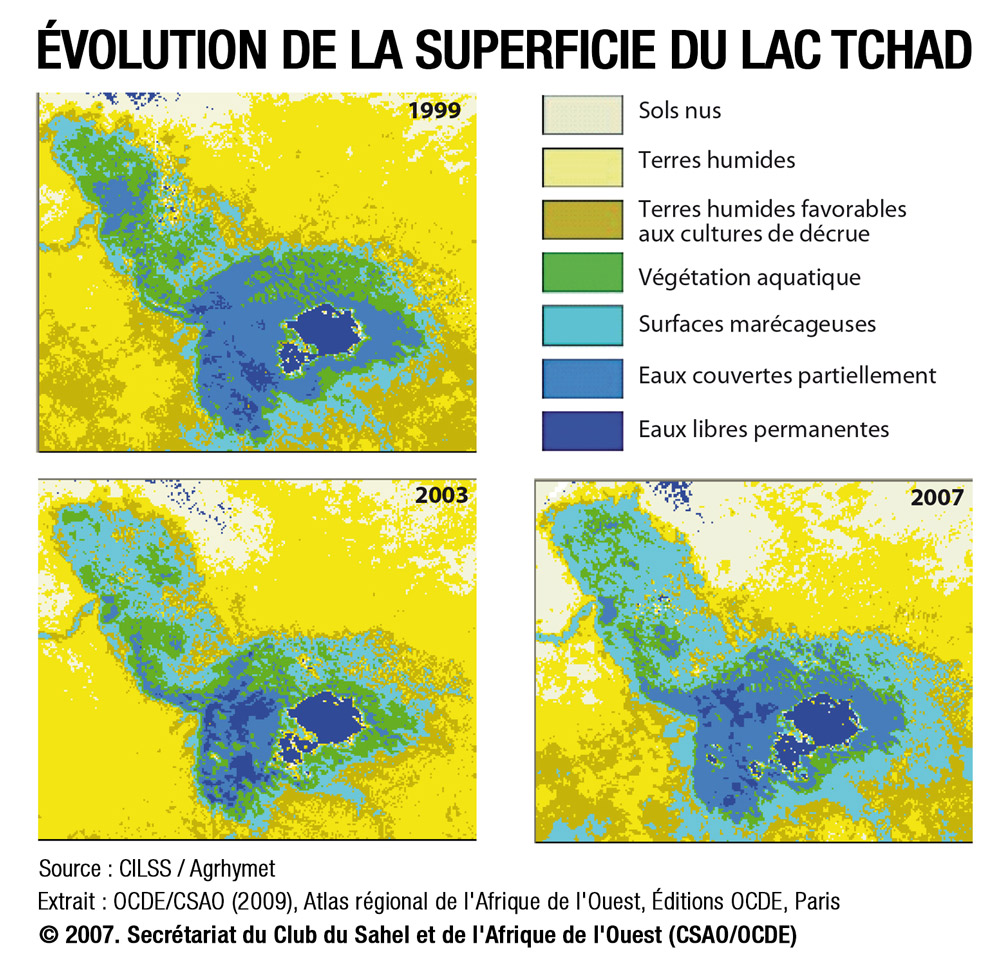 ÉVOLUTION DE LA SUPERFICIE DU LAC TCHAD
1999
Sols nus
Terres humides
Terres humides favorables
aux cultures de décrue
Végétation aquatique
Surfaces marécageuses
Eaux couvertes partiellement
Eaux libres permanentes
2003
2007
Source : CILSS / Agrhymet
Extrait : OCDE/CSAO (2009), Atlas régional de l'Afrique de l'Ouest, Éditions OCDE, Paris
© 2007. Secrétariat du Club du Sahel et de l'Afrique de l'Ouest (CSAO/OCDE)